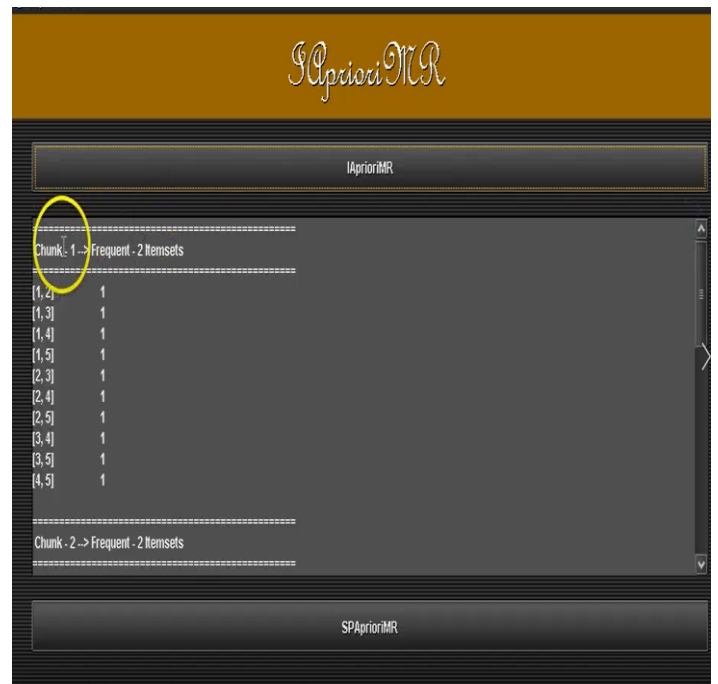 IAprioriMR
IAprioriMR
==================================================
Chunk - 1 --> Frequent - 2 Itemsets
==================================================
[1, 2] 1
[1, 3] 1
[1, 4] 1
[1, 5] 1
[2, 3] 1
[2, 4] 1
[2, 5] 1
[3, 4] 1
[3, 5] 1
[4, 5] 1
==================================================
Chunk - 2 --> Frequent - 2 Itemsets
==================================================
SPAprioriMR